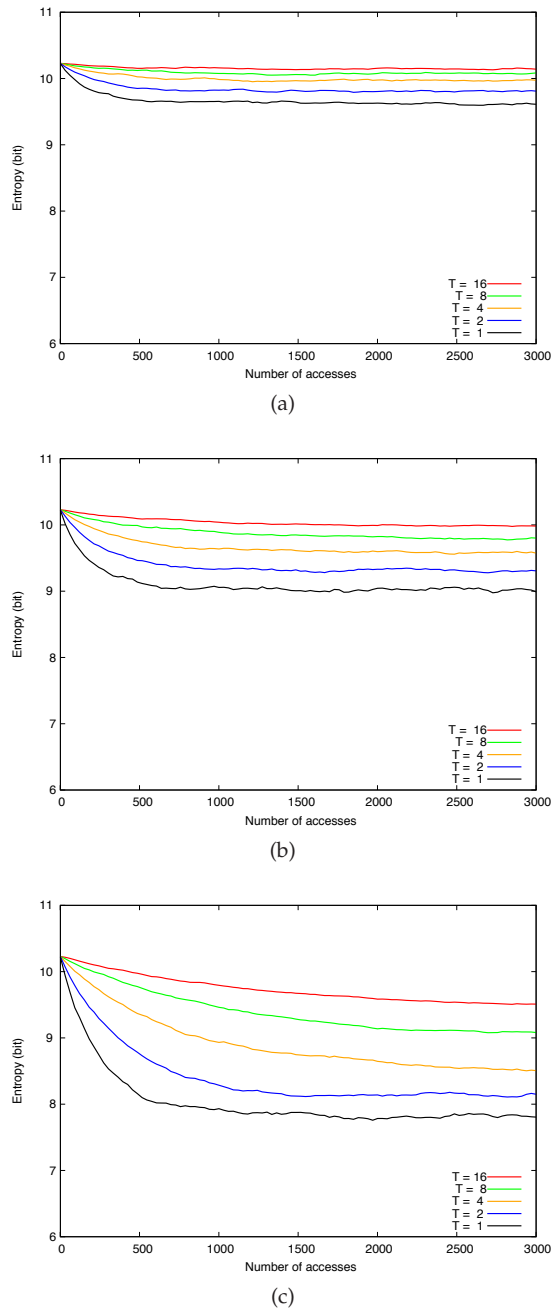 11
10
9
8
7
6
Entropy (bit)
T = 16
T = 8
T = 4
T = 2
T = 1
0 500 1000 1500 2000 2500 3000
Number of accesses
(a)
11
10
9
8
7
6
Entropy (bit)
T = 16
T = 8
T = 4
T = 2
T = 1
0 500 1000 1500 2000 2500 3000
Number of accesses
(b)
11
10
9
8
7
6
Entropy (bit)
T = 16
T = 8
T = 4
T = 2
T = 1
0 500 1000 1500 2000 2500 3000
Number of accesses
(c)